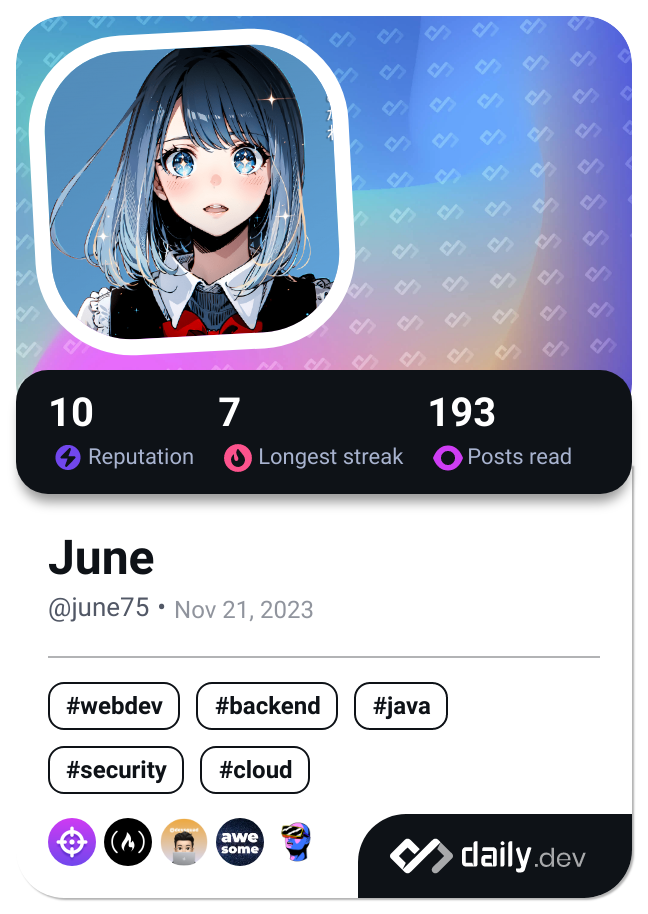 10 7 193
Reputation Longest streak Posts read
June
@june75 • Nov 21, 2023
#webdev #backend #java
#security #cloud
awe
some
daily.dev